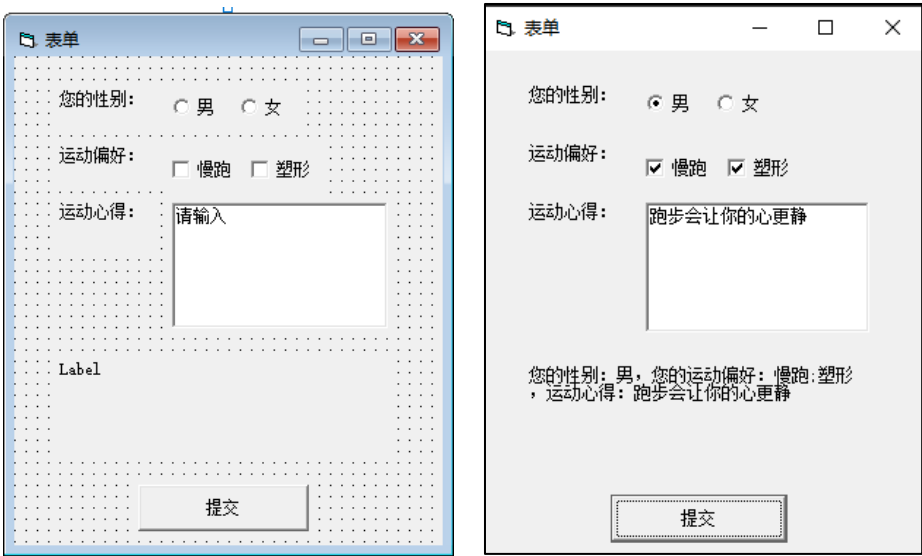 表单
您的性别：
男
女
运动偏好：
慢跑
塑形
运动心得：
请输入
Label
提交
表单
您的性别：
男
女
运动偏好：
慢跑
塑形
运动心得：
跑步会让你的心更静
您的性别：男，您的运动偏好：慢跑;塑形
，运动心得：跑步会让你的心更静
提交